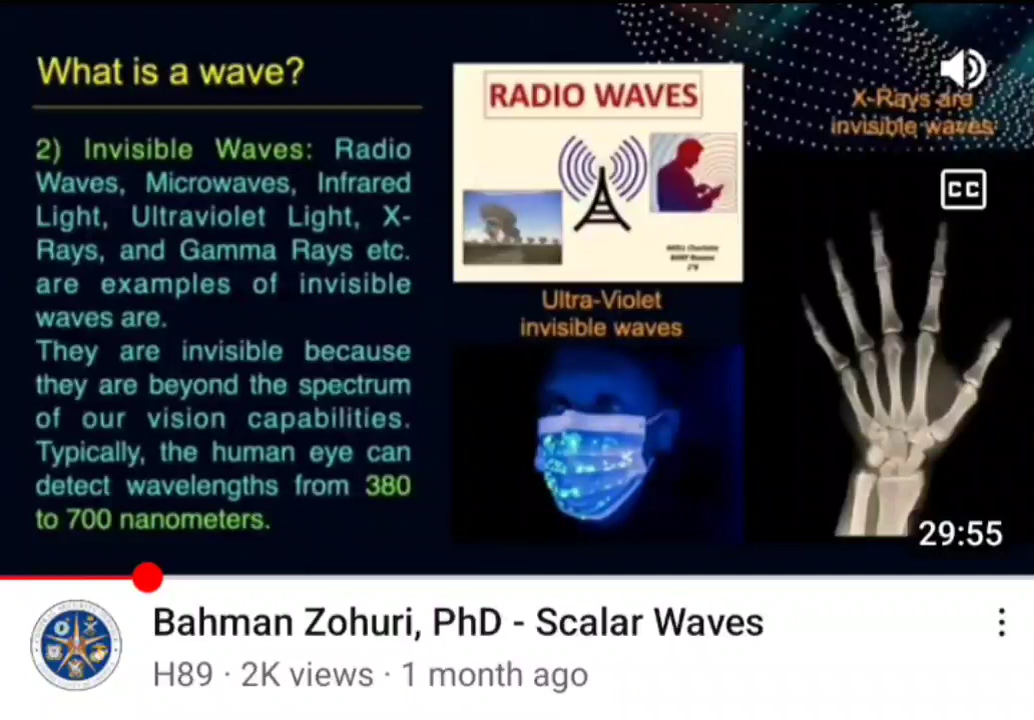 What is a wave?
2) Invisible Waves: Radio
Waves, Microwaves, Infrared
Light, Ultraviolet Light, X-
Rays, and Gamma Rays etc.
are examples of invisible
waves are.
They are invisible because
they are beyond the spectrum
of our vision capabilities.
Typically, the human eye can
detect wavelengths from 380
to 700 nanometers.
RADIO WAVES
Ultra-Violet
invisible waves
X-Rays are
invisible waves
CC
29:55
Bahman Zohuri, PhD - Scalar Waves
H89 · 2K views · 1 month ago